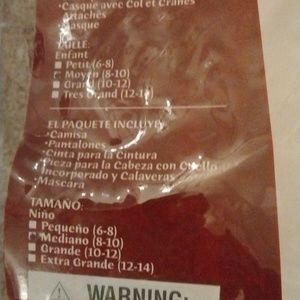 •Casque avec Col et Crânes
Attachés
•Masque
TAILLE:
Enfant
Petit (6-8)
Moyen (8-10)
Grand (10-12)
Tres Grand (12-14)
EL PAQUETE INCLUYE:
•Camisa
•Pantalones
•Cinta para la Cintura
•Pieza para la Cabeza con Cuello
Incorporado y Calaveras
•Máscara
TAMAÑO:
Niño
Pequeño (6-8)
Mediano (8-10)
Grande (10-12)
Extra Grande (12-14)
WARNING: